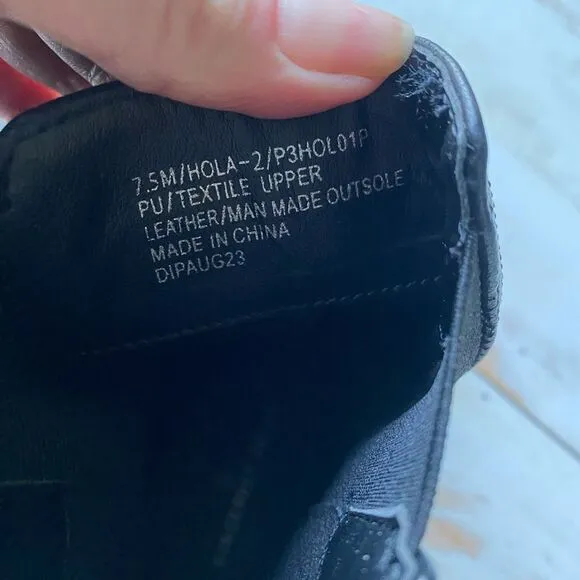 7.5M/HOLA-2/P3HOL01P
PU/TEXTILE UPPER
LEATHER/MAN MADE OUTSOLE
MADE IN CHINA
DIPAUG23